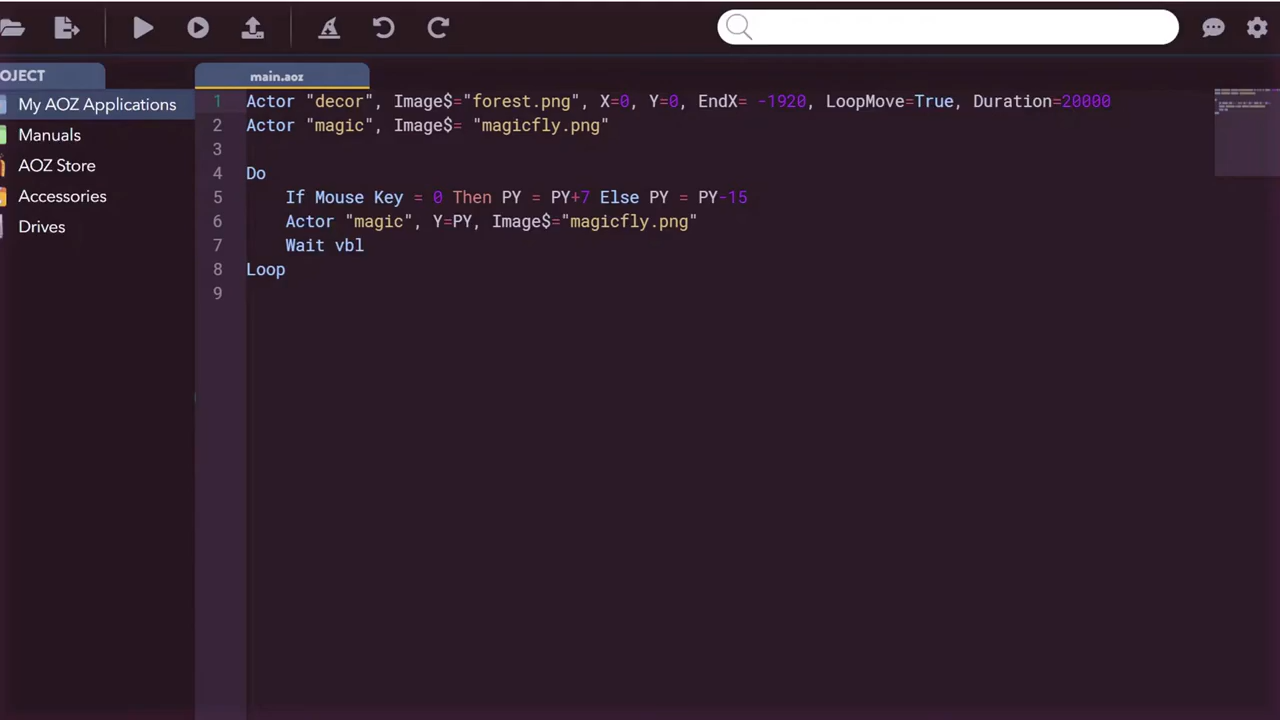 OJECT
My AOZ Applications
Manuals
AOZ Store
Accessories
Drives
main.aoz
1 Actor "decor", Image$="forest.png", X=0, Y=0, EndX= -1920, LoopMove=True, Duration=20000
2 Actor "magic", Image$= "magicfly.png"
3
4 Do
5     If Mouse Key = 0 Then PY = PY+7 Else PY = PY-15
6     Actor "magic", Y=PY, Image$="magicfly.png"
7     Wait vbl
8 Loop
9